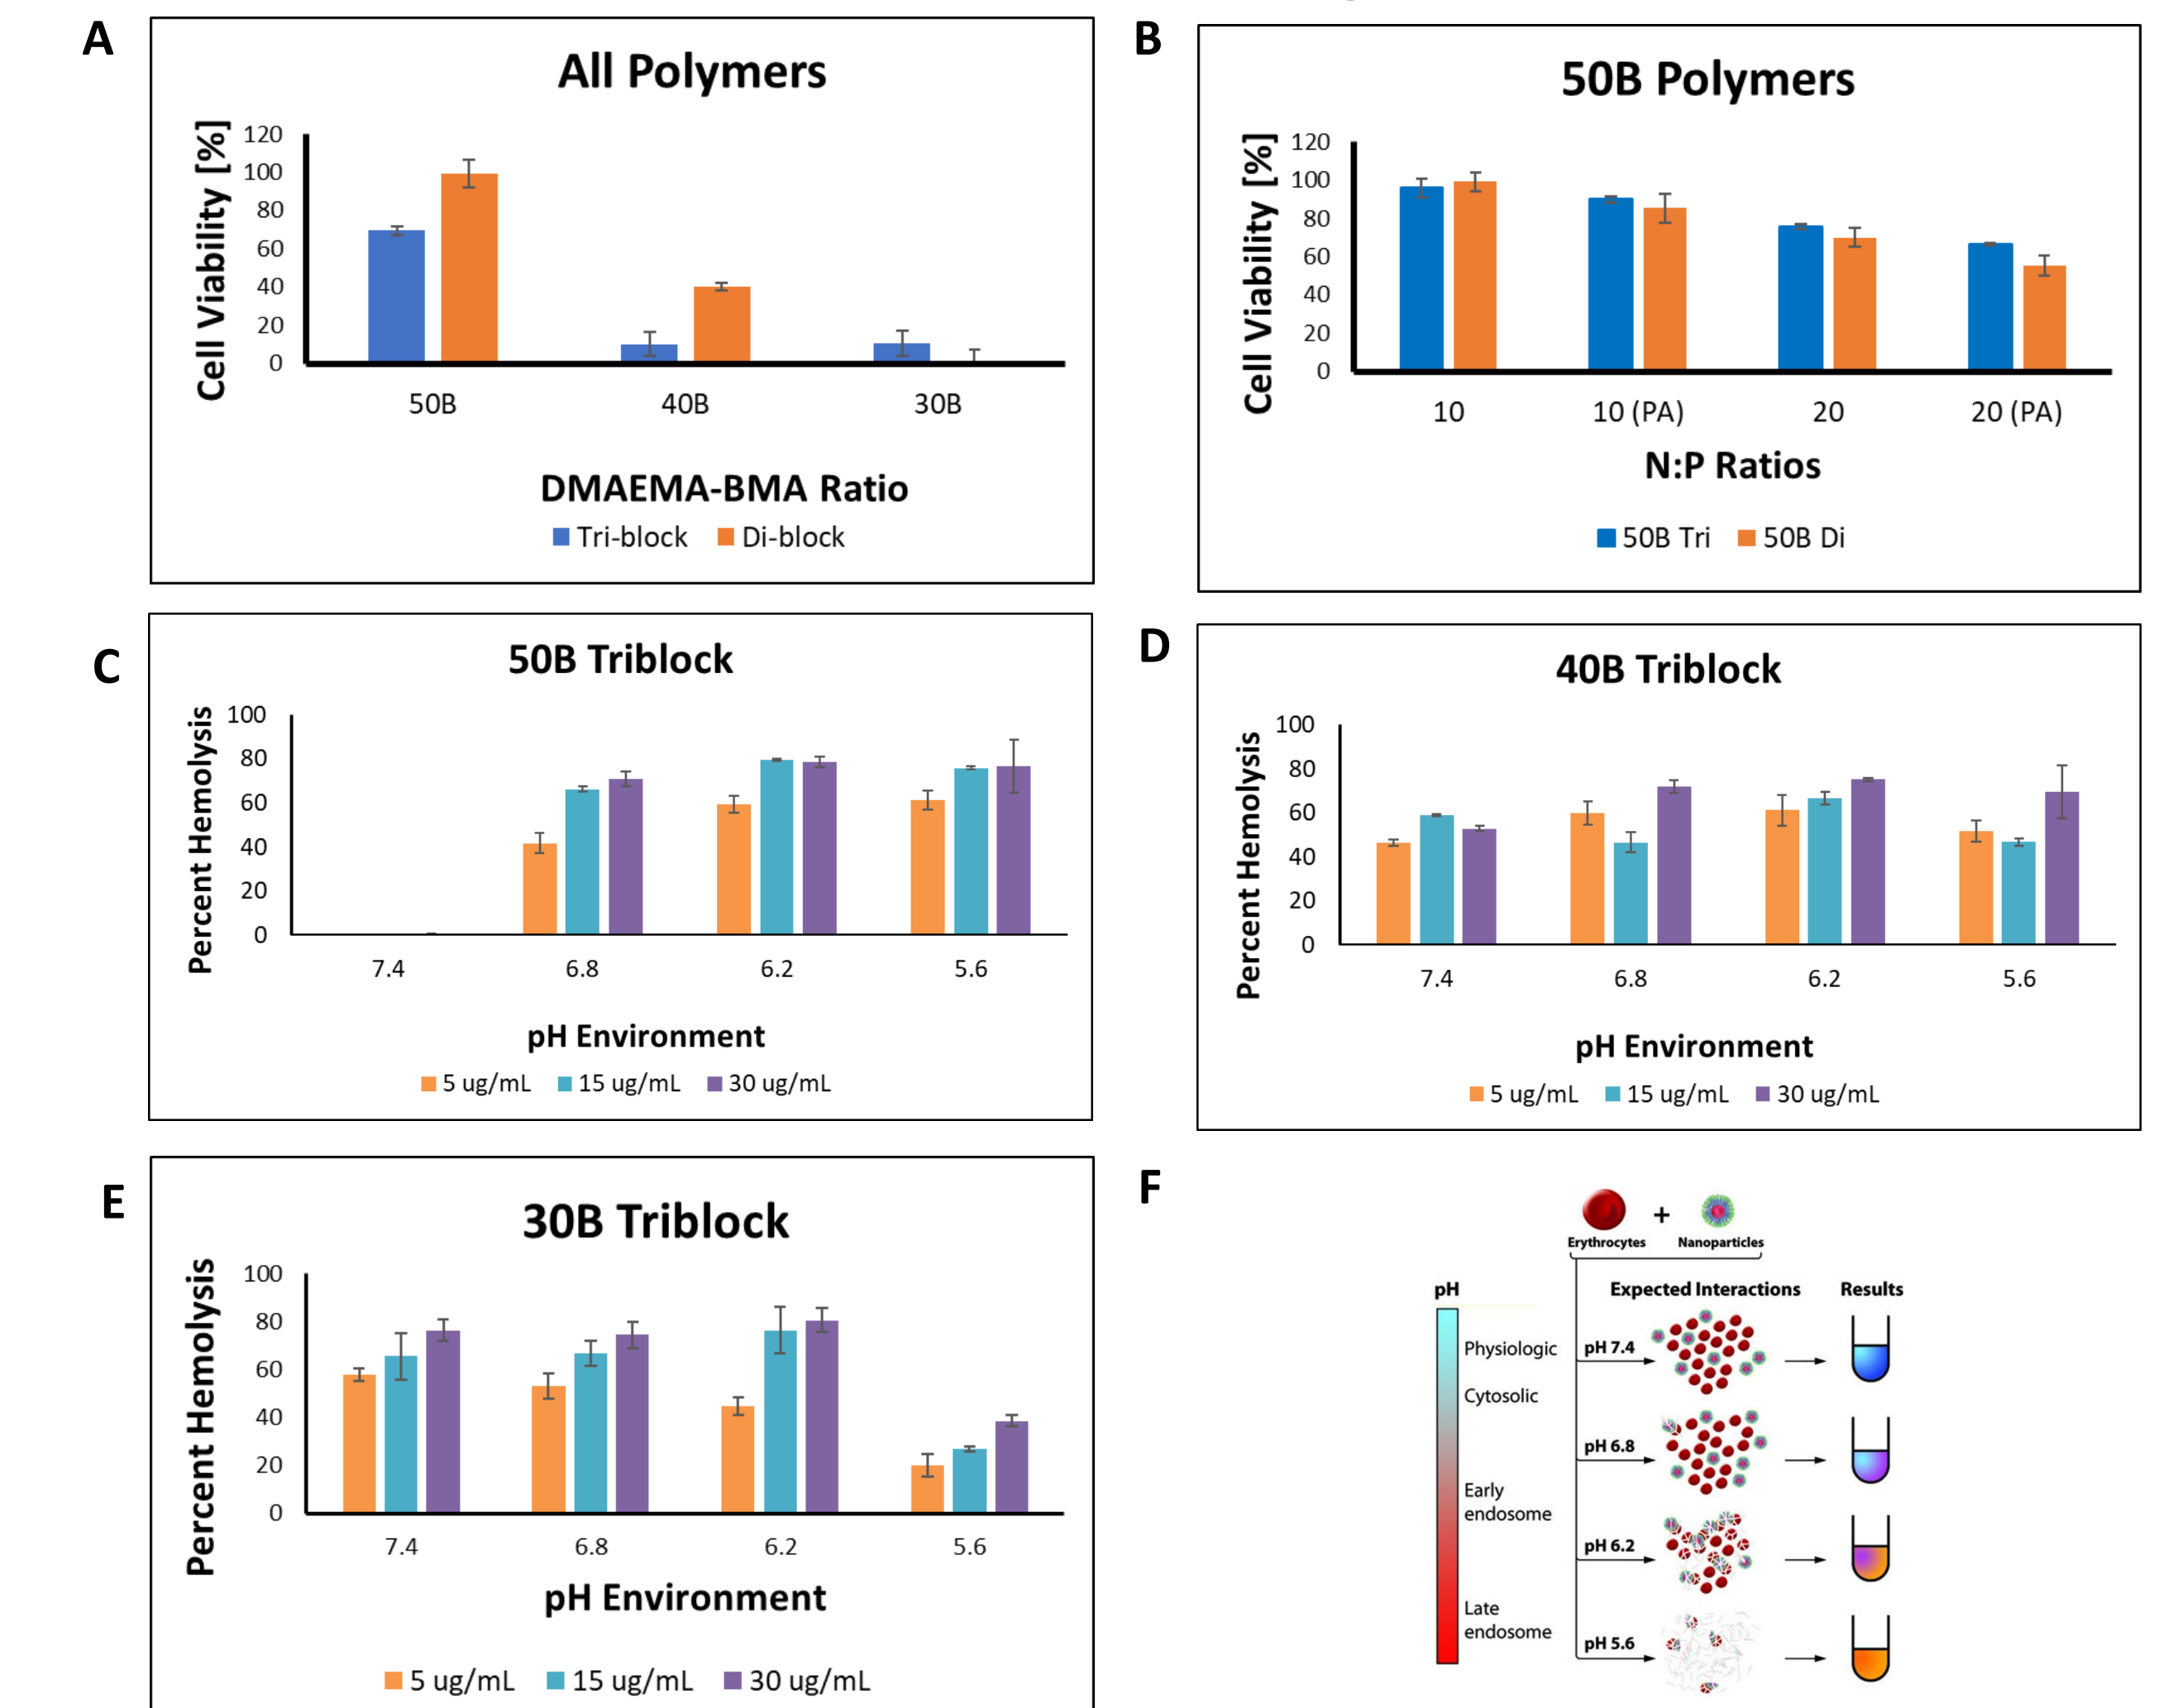 A
All Polymers
Cell Viability [%]
120
100
80
60
40
20
0
50B 40B 30B
DMAEMA-BMA Ratio
Tri-block Di-block
B
50B Polymers
Cell Viability [%]
120
100
80
60
40
20
0
10 10 (PA) 20 20 (PA)
N:P Ratios
50B Tri 50B Di
C
50B Triblock
Percent Hemolysis
100
80
60
40
20
0
7.4 6.8 6.2 5.6
pH Environment
5 ug/mL 15 ug/mL 30 ug/mL
D
40B Triblock
Percent Hemolysis
100
80
60
40
20
0
7.4 6.8 6.2 5.6
pH Environment
5 ug/mL 15 ug/mL 30 ug/mL
E
30B Triblock
Percent Hemolysis
100
80
60
40
20
0
7.4 6.8 6.2 5.6
pH Environment
5 ug/mL 15 ug/mL 30 ug/mL
F
+
Erythrocytes Nanoparticles
pH Expected Interactions Results
Physiologic
Cytosolic
Early
endosome
Late
endosome
pH 7.4
pH 6.8
pH 6.2
pH 5.6